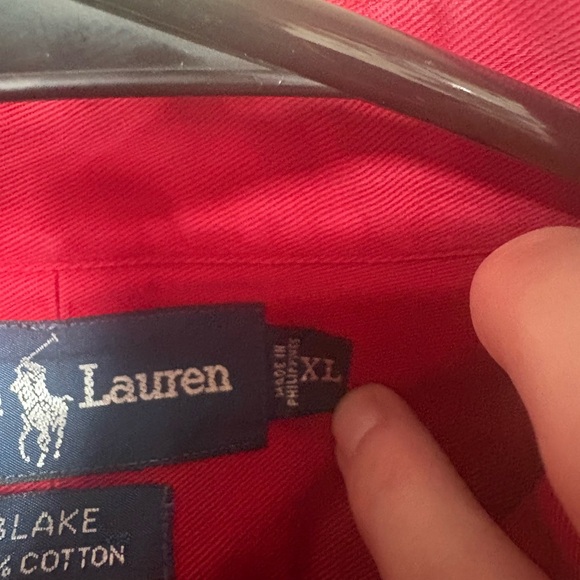 Lauren
MADE IN
PHILIPPINES
XL
BLAKE
% COTTON